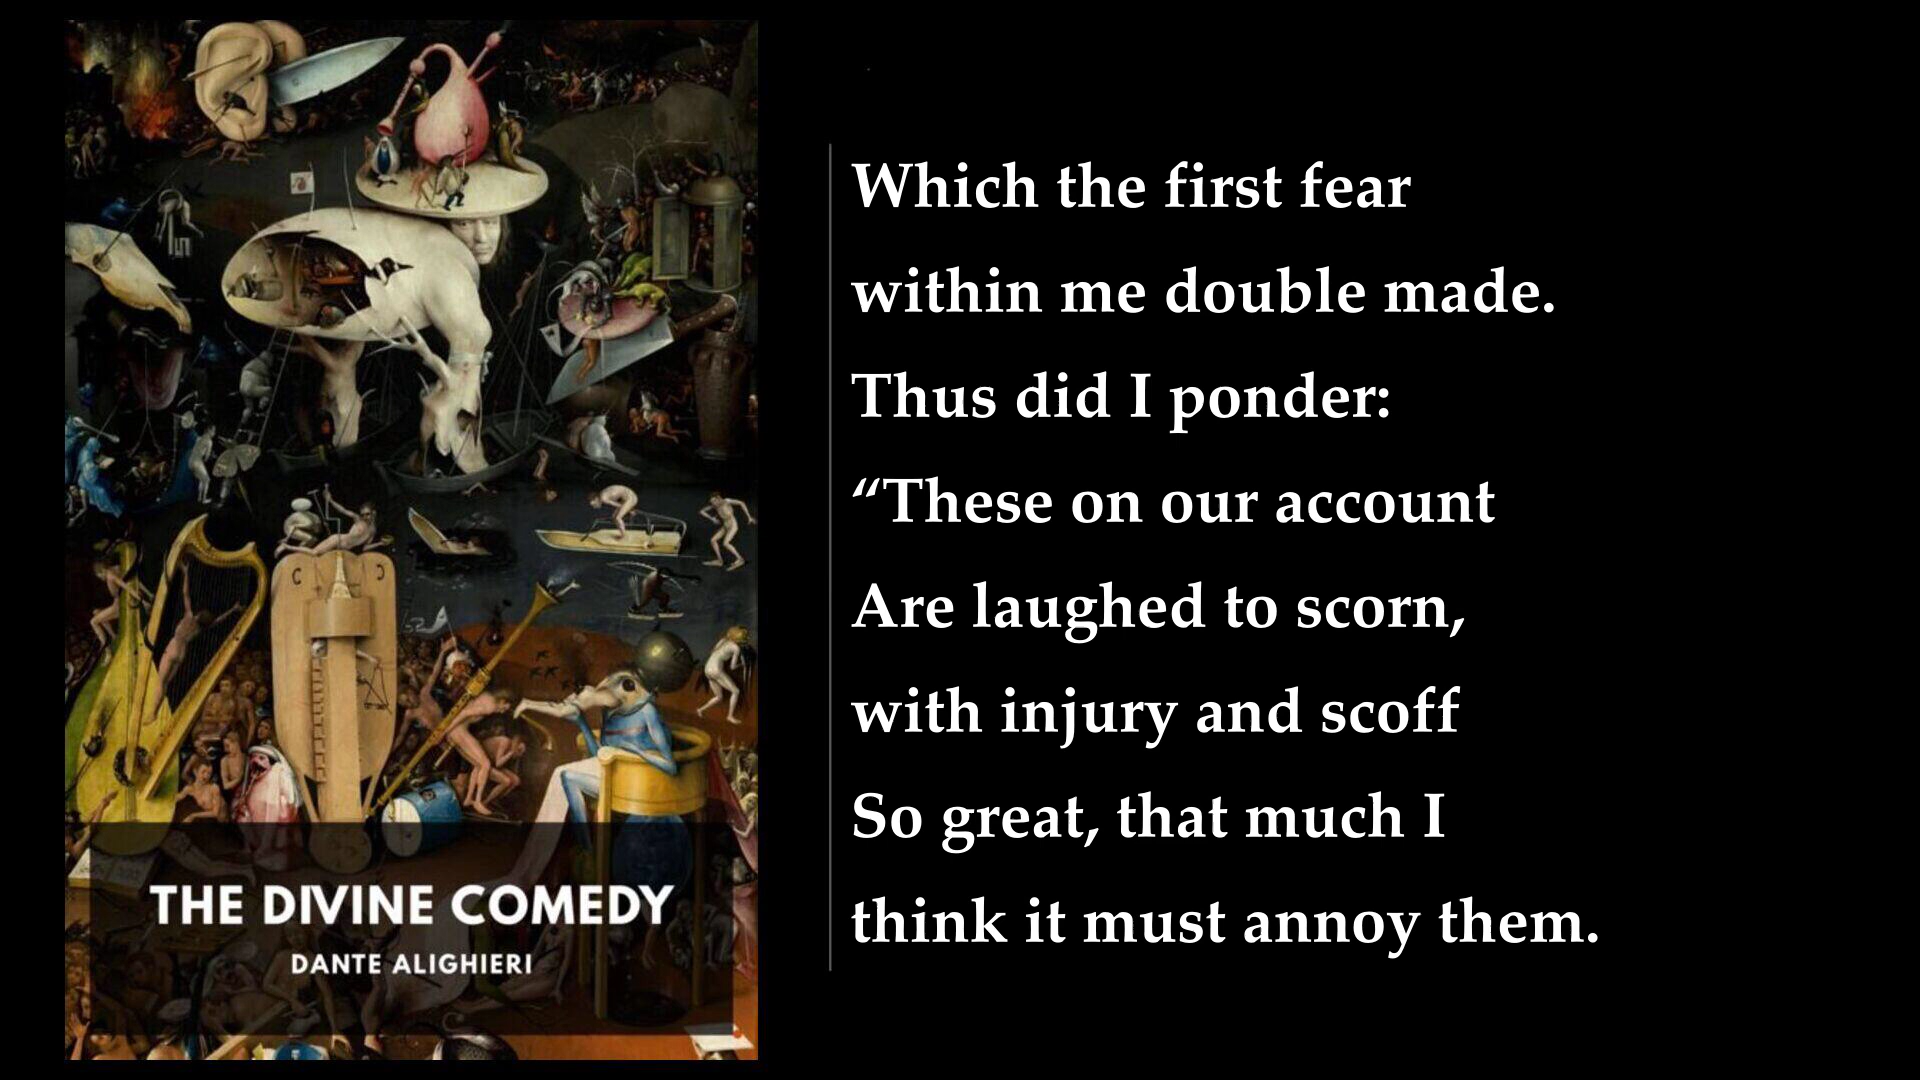 THE DIVINE COMEDY
DANTE ALIGHIERI
Which the first fear
within me double made.
Thus did I ponder:
“These on our account
Are laughed to scorn,
with injury and scoff
So great, that much I
think it must annoy them.